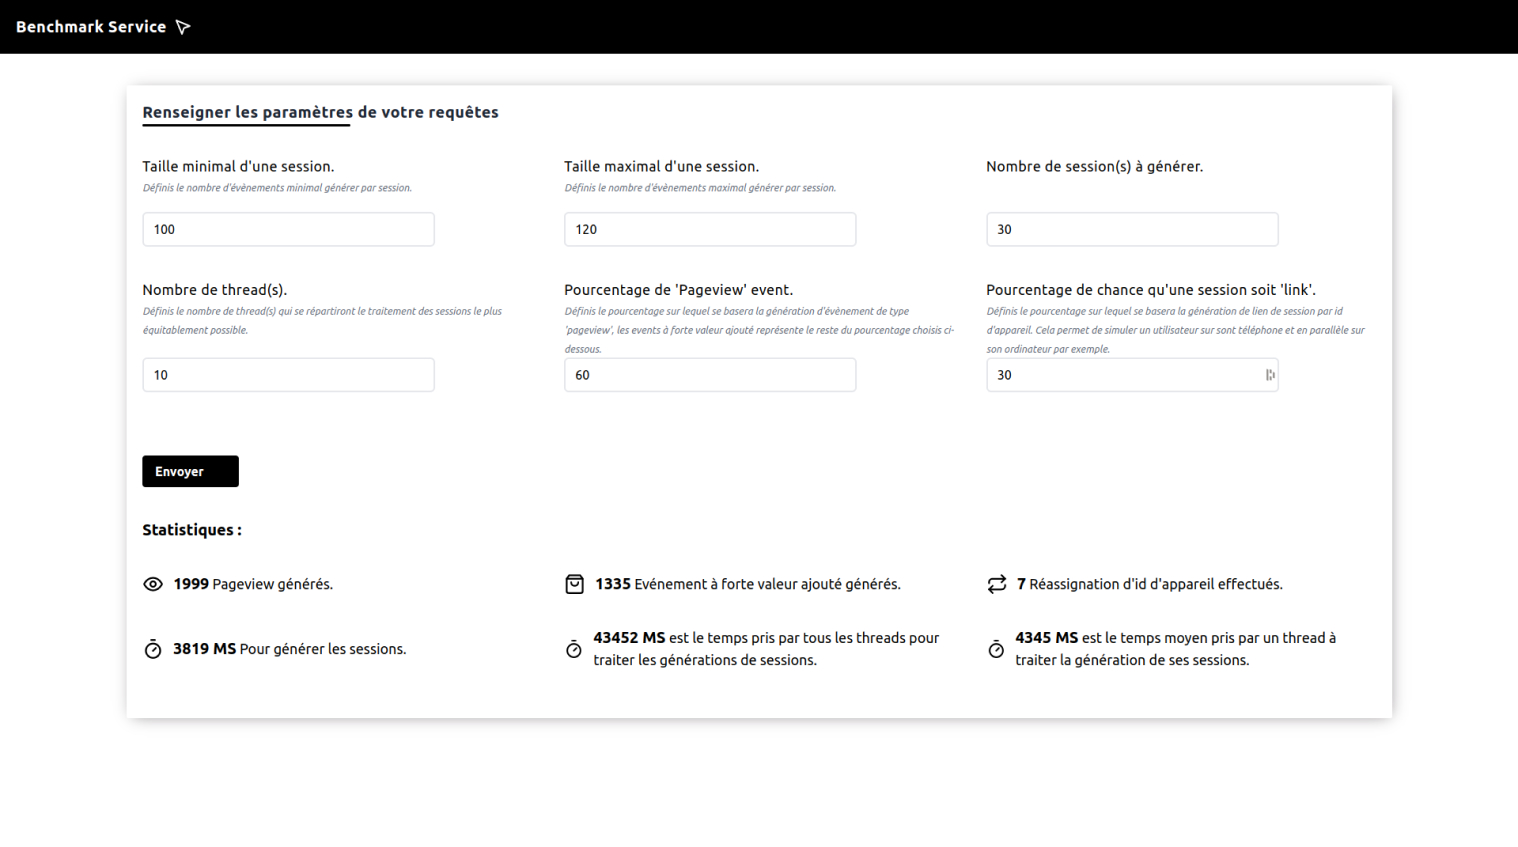 Benchmark Service
Renseigner les paramètres de votre requêtes
Taille minimal d'une session.
Définis le nombre d'évènements minimal générer par session.
100
Taille maximal d'une session.
Définis le nombre d'évènements maximal générer par session.
120
Nombre de session(s) à générer.
30
Nombre de thread(s).
Définis le nombre de thread(s) qui se répartiront le traitement des sessions le plus
équitablement possible.
10
Pourcentage de 'Pageview' event.
Définis le pourcentage sur lequel se basera la génération d'évènement de type
'pageview', les events à forte valeur ajouté représente le reste du pourcentage choisis ci-
dessous.
60
Pourcentage de chance qu'une session soit 'link'.
Définis le pourcentage sur lequel se basera la génération de lien de session par id
d'appareil. Cela permet de simuler un utilisateur sur sont téléphone et en parallèle sur
son ordinateur par exemple.
30
Envoyer
Statistiques :
1999 Pageview générés.
1335 Evénement à forte valeur ajouté générés.
7 Réassignation d'id d'appareil effectués.
3819 MS Pour générer les sessions.
43452 MS est le temps pris par tous les threads pour
traiter les générations de sessions.
4345 MS est le temps moyen pris par un thread à
traiter la génération de ses sessions.